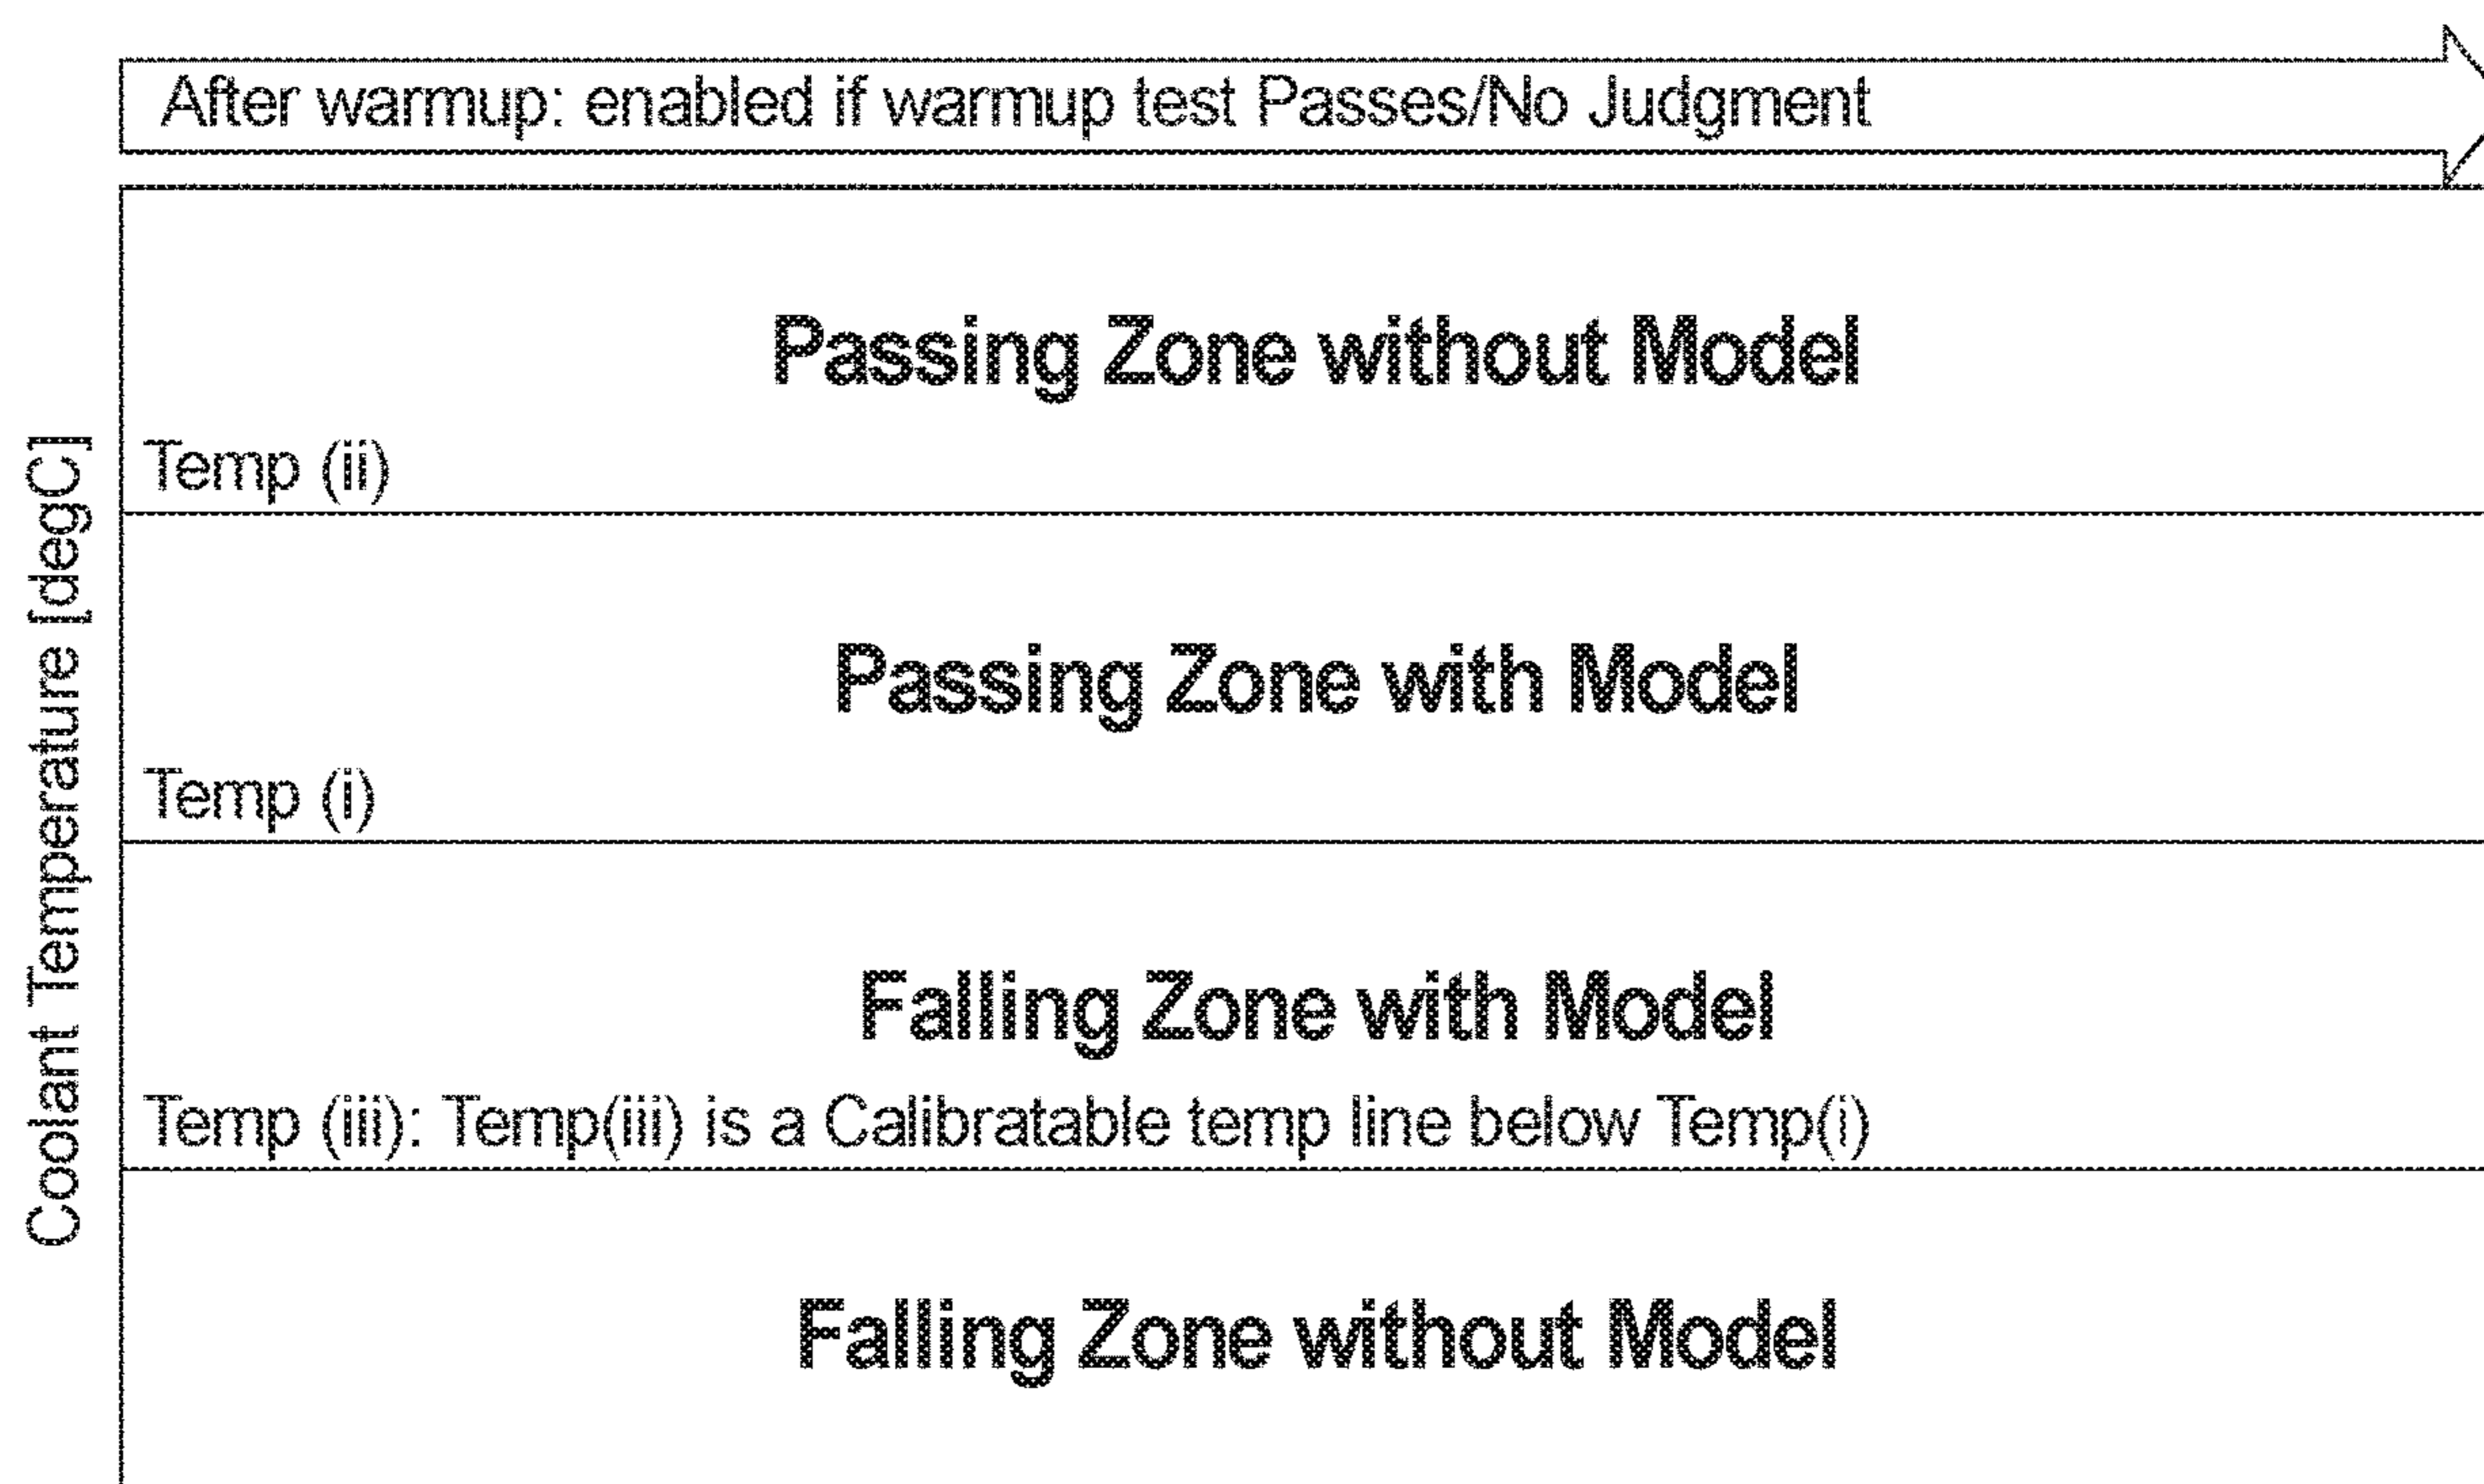 After warmup: enabled if warmup test Passes/No Judgment
Coolant Temperature [degC]
Passing Zone without Model
Temp (ii)
Passing Zone with Model
Temp (i)
Falling Zone with Model
Temp (iii): Temp(iii) is a Calibratable temp line below Temp(i)
Falling Zone without Model